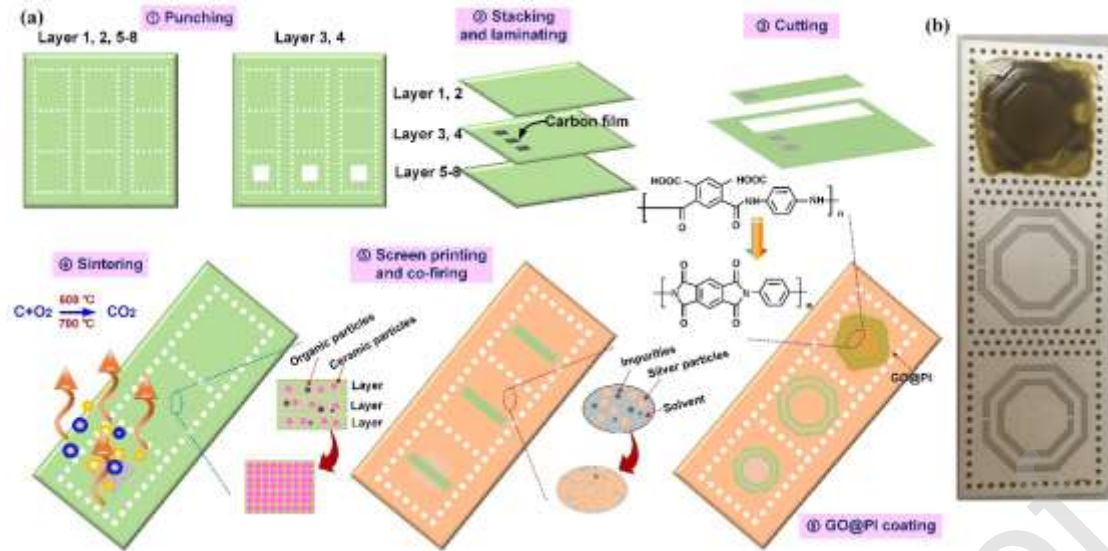 (a)
① Punching
Layer 1, 2, 5-8
Layer 3, 4
② Stacking
and laminating
Layer 1, 2
Layer 3, 4
Carbon film
Layer 5-8
③ Cutting
(b)
HOOC
HOOC
C
C
NH
NH
n
O
O
④ Sintering
C+O₂
600 ℃
700 ℃
CO₂
Organic particles
Ceramic particles
Layer
Layer
Layer
⑤ Screen printing
and co-firing
Impurities
Silver particles
Solvent
O
O
N
N
n
O
O
GO@PI
⑥ GO@PI coating